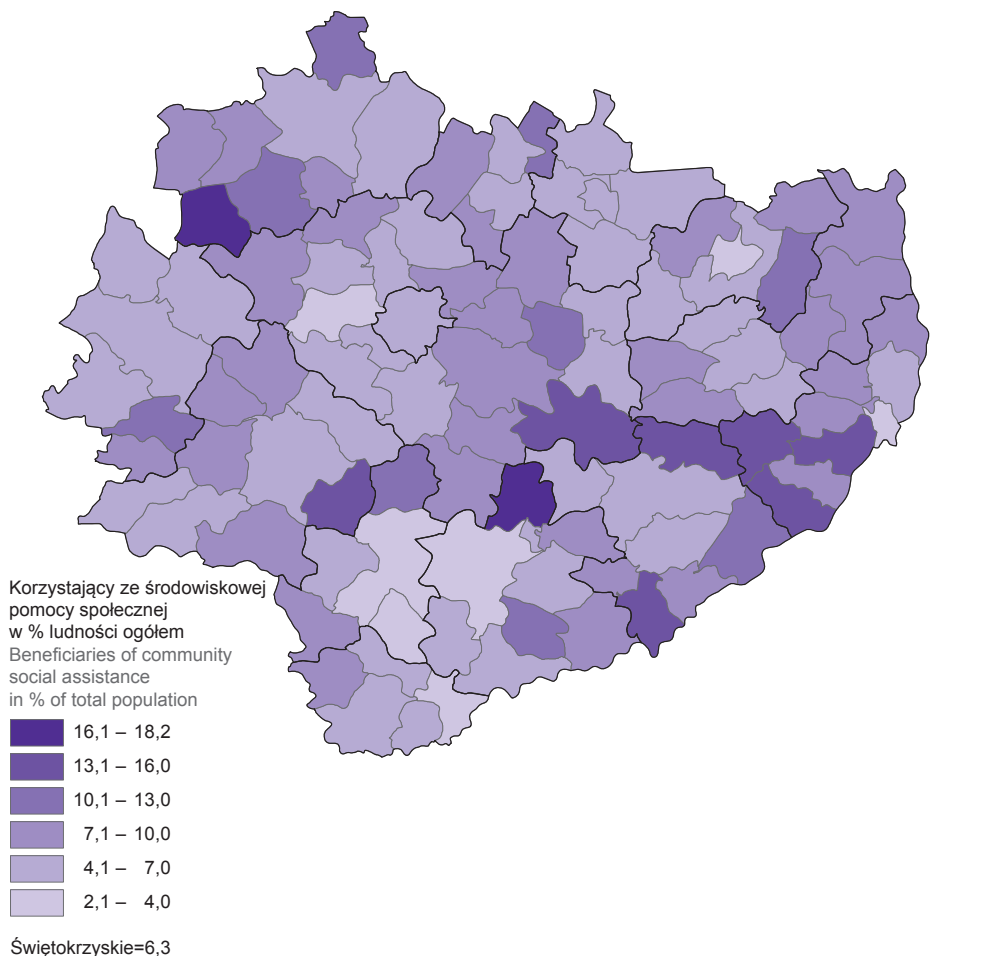 Korzystający ze środowiskowej
pomocy społecznej
w % ludności ogółem
Beneficiaries of community
social assistance
in % of total population
16,1 – 18,2
13,1 – 16,0
10,1 – 13,0
7,1 – 10,0
4,1 – 7,0
2,1 – 4,0
Świętokrzyskie=6,3